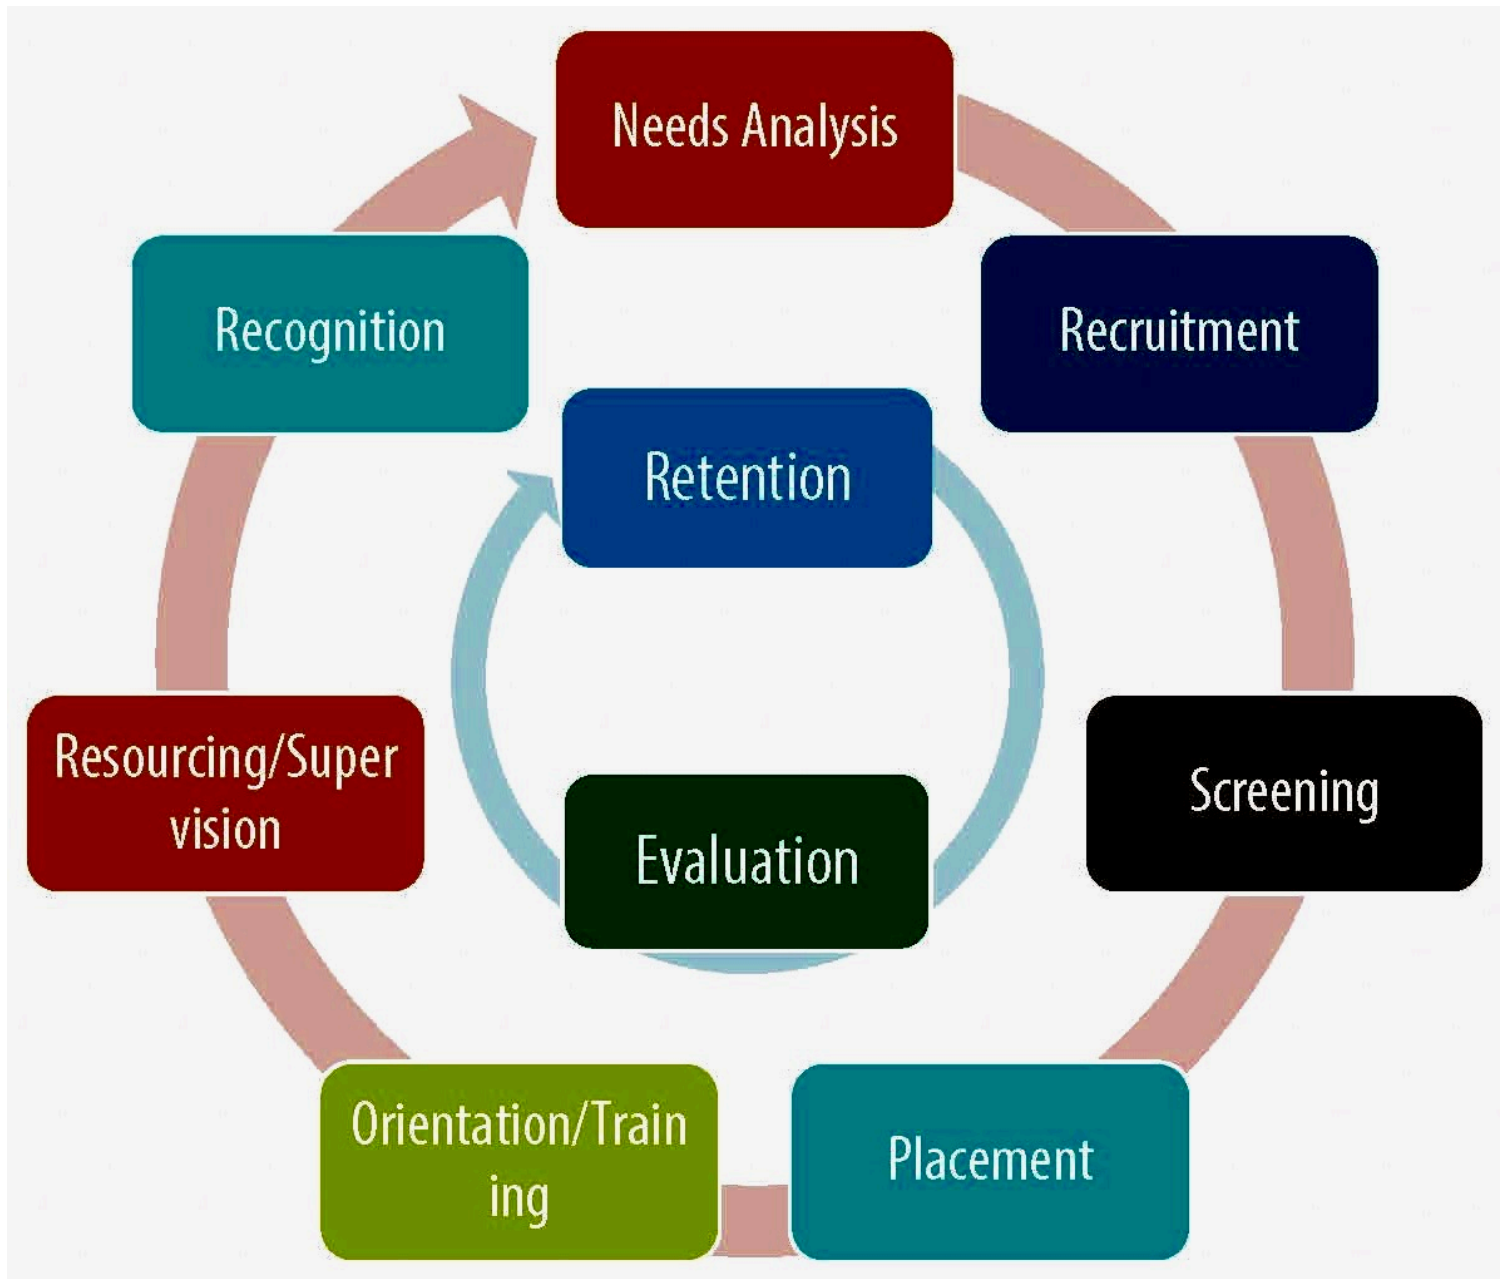 Needs Analysis
Recognition
Recruitment
Retention
Resourcing/Super
vision
Screening
Evaluation
Orientation/Train
ing
Placement